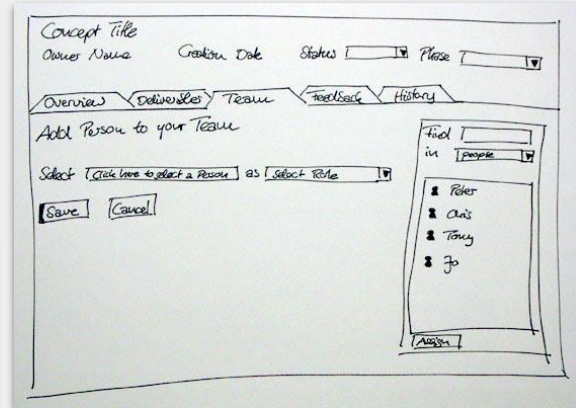 Concept Title
Owner Name Creation Date Status Phase
Overview Deliverables Team Feedback History
Add Person to your Team
Select Click here to select a Person as Select Role
Save Cancel
Find
in people
Peter
Chris
Tony
Jo
Assign